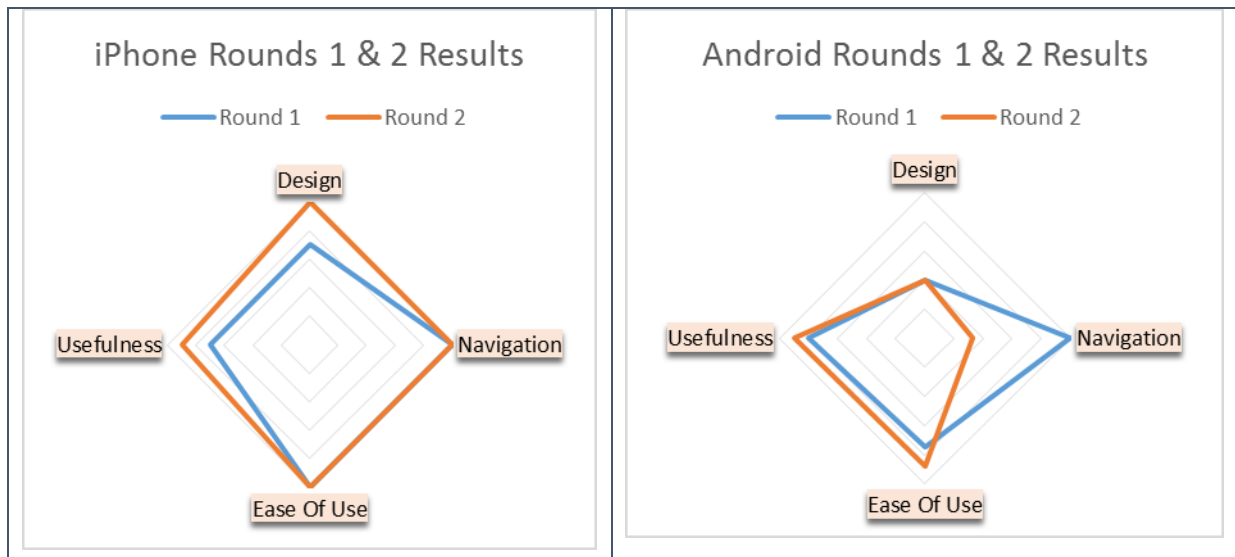 iPhone Rounds 1 & 2 Results
Round 1 Round 2
Design
Usefulness Navigation
Ease Of Use
Android Rounds 1 & 2 Results
Round 1 Round 2
Design
Usefulness Navigation
Ease Of Use